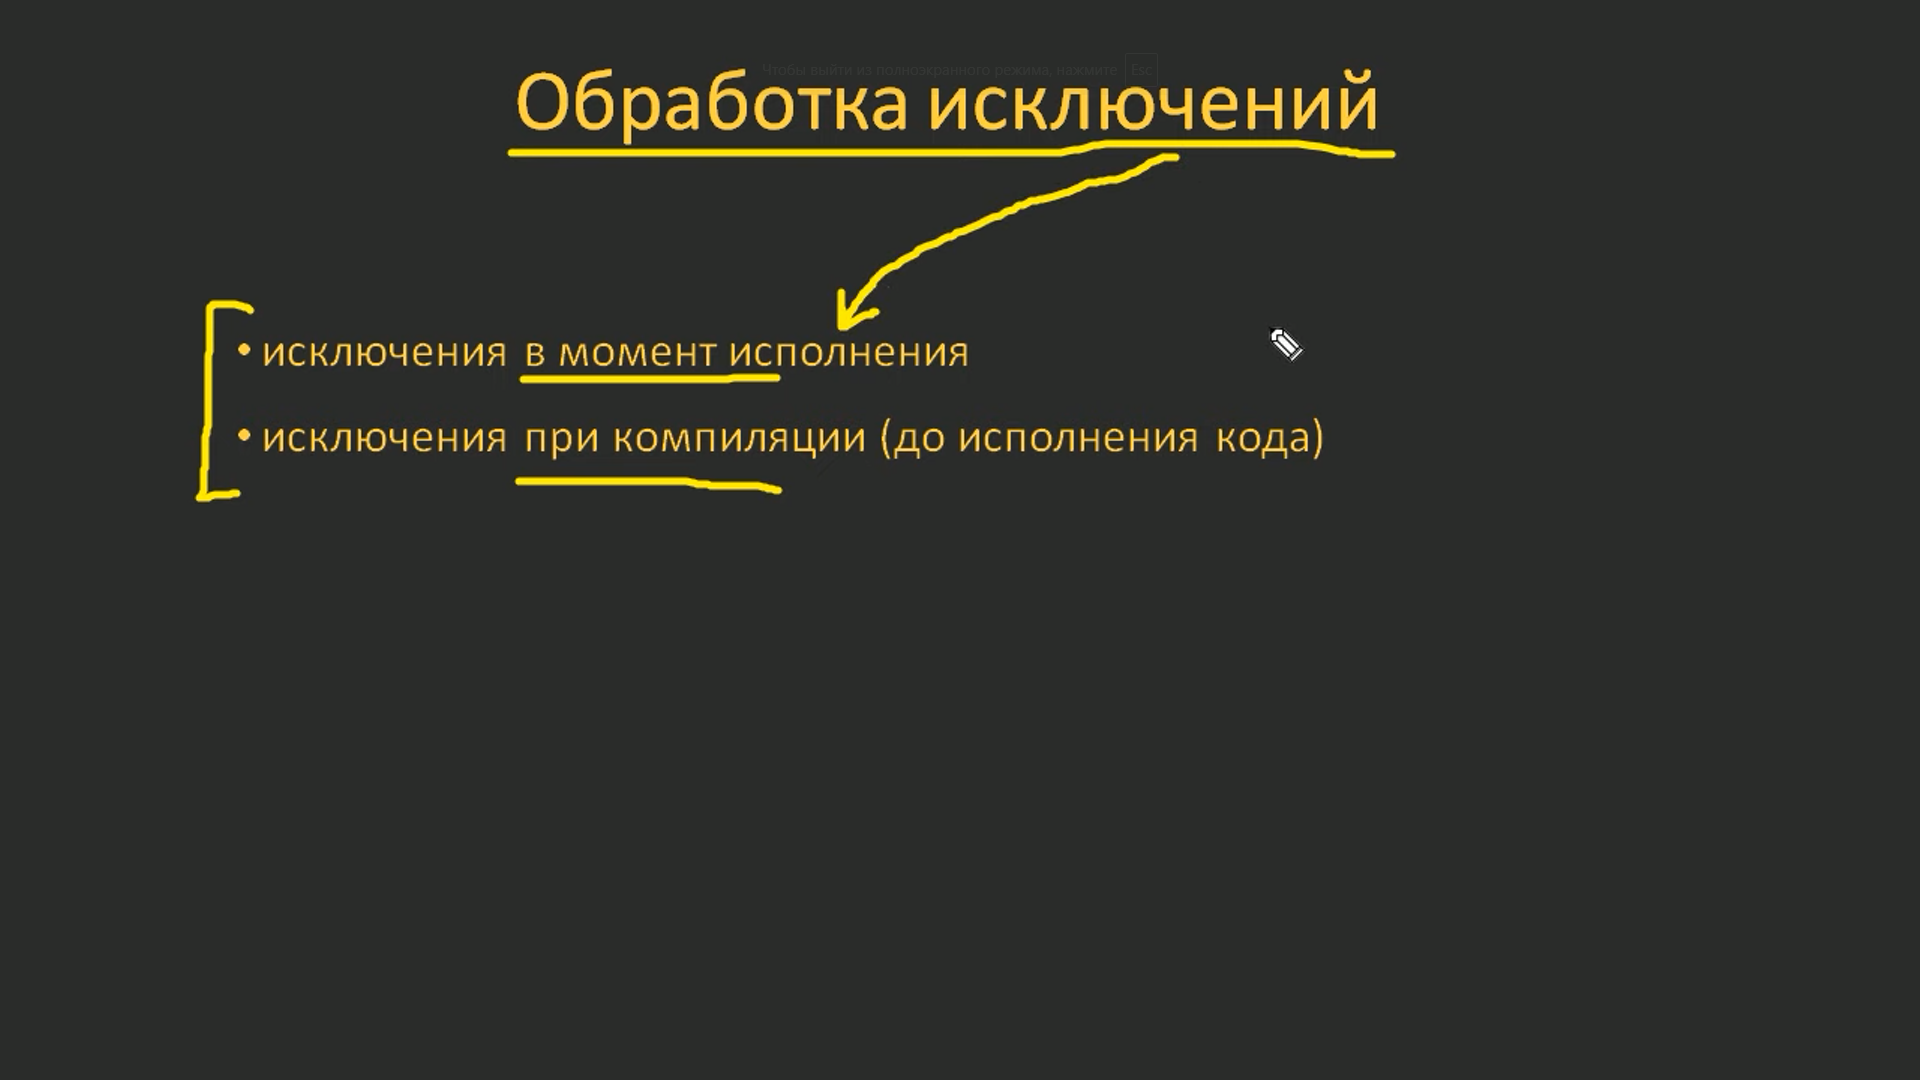 Чтобы выйти из полноэкранного режима, нажмите Esc
Обработка исключений
• исключения в момент исполнения
• исключения при компиляции (до исполнения кода)